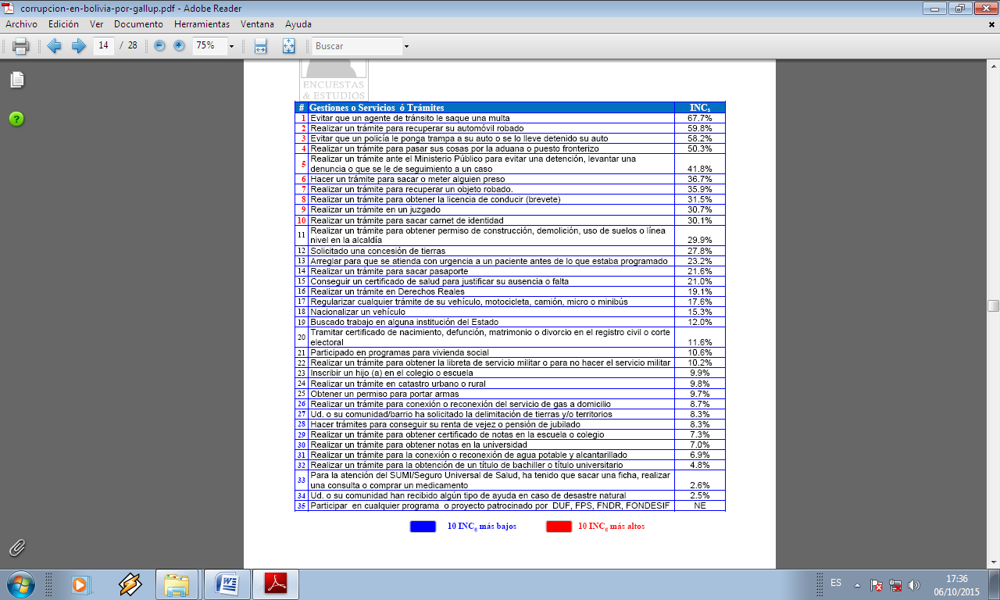 corrupcion-en-bolivia-por-gallup.pdf - Adobe Reader
Archivo Edición Ver Documento Herramientas Ventana Ayuda
14 / 28 75% Buscar
ENCUESTAS
& ESTUDIOS
# Gestiones o Servicios ó Trámites INCs
1 Evitar que un agente de tránsito le saque una multa 67.7%
2 Realizar un trámite para recuperar su automóvil robado 59.8%
3 Evitar que un policía le ponga trampa a su auto o se lo lleve detenido su auto 58.2%
4 Realizar un trámite para pasar sus cosas por la aduana o puesto fronterizo 50.3%
5 Realizar un trámite ante el Ministerio Público para evitar una detención, levantar una
denuncia o que se le de seguimiento a un caso 41.8%
6 Hacer un trámite para sacar o meter alguien preso 36.7%
7 Realizar un trámite para recuperar un objeto robado. 35.9%
8 Realizar un trámite para obtener la licencia de conducir (brevete) 31.5%
9 Realizar un trámite en un juzgado 30.7%
10 Realizar un trámite para sacar carnet de identidad 30.1%
11 Realizar un trámite para obtener permiso de construcción, demolición, uso de suelos o línea
nivel en la alcaldía 29.9%
12 Solicitado una concesión de tierras 27.8%
13 Arreglar para que se atienda con urgencia a un paciente antes de lo que estaba programado 23.2%
14 Realizar un trámite para sacar pasaporte 21.6%
15 Conseguir un certificado de salud para justificar su ausencia o falta 21.0%
16 Realizar un trámite en Derechos Reales 19.1%
17 Regularizar cualquier trámite de su vehículo, motocicleta, camión, micro o minibús 17.6%
18 Nacionalizar un vehículo 15.3%
19 Buscado trabajo en alguna institución del Estado 12.0%
20 Tramitar certificado de nacimiento, defunción, matrimonio o divorcio en el registro civil o corte
electoral 11.6%
21 Participado en programas para vivienda social 10.6%
22 Realizar un trámite para obtener la libreta de servicio militar o para no hacer el servicio militar 10.2%
23 Inscribir un hijo (a) en el colegio o escuela 9.9%
24 Realizar un trámite en catastro urbano o rural 9.8%
25 Obtener un permiso para portar armas 9.7%
26 Realizar un trámite para conexión o reconexión del servicio de gas a domicilio 8.7%
27 Ud. o su comunidad/barrio ha solicitado la delimitación de tierras y/o territorios 8.3%
28 Hacer trámites para conseguir su renta de vejez o pensión de jubilado 8.3%
29 Realizar un trámite para obtener certificado de notas en la escuela o colegio 7.3%
30 Realizar un trámite para obtener notas en la universidad 7.0%
31 Realizar un trámite para la conexión o reconexión de agua potable y alcantarillado 6.9%
32 Realizar un trámite para la obtención de un título de bachiller o título universitario 4.8%
33 Para la atención del SUMI/Seguro Universal de Salud, ha tenido que sacar una ficha, realizar
una consulta o comprar un medicamento 2.6%
34 Ud. o su comunidad han recibido algún tipo de ayuda en caso de desastre natural 2.5%
35 Participar en cualquier programa o proyecto patrocinado por DUF, FPS, FNDR, FONDESIF NE
10 INCs más bajos 10 INCs más altos
ES 17:36
06/10/2015